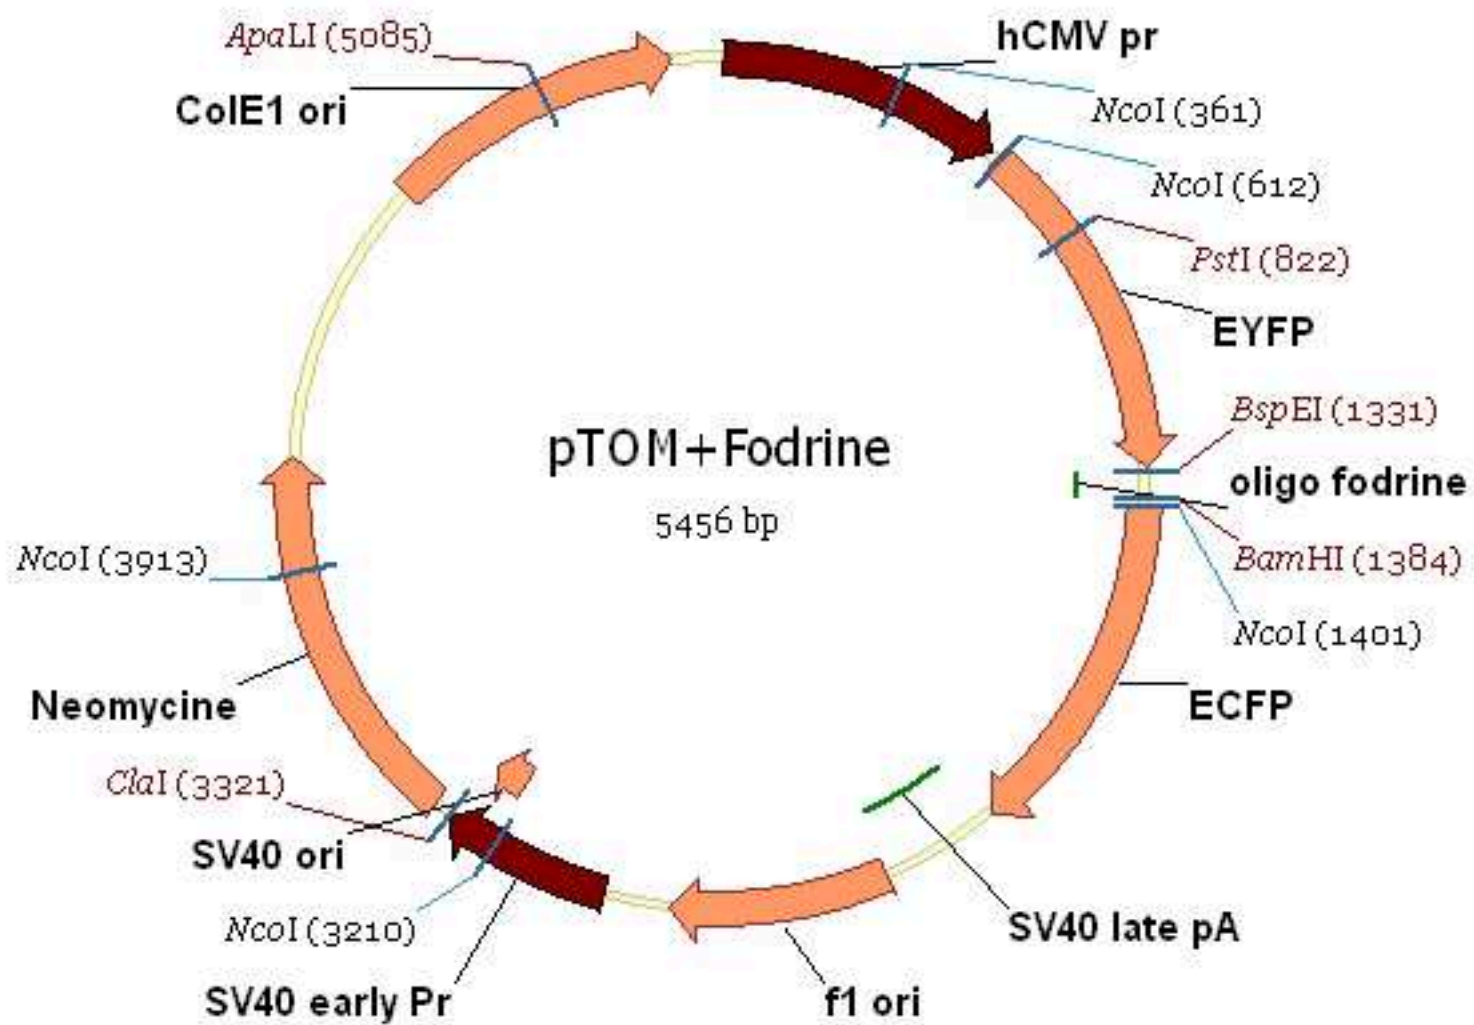 ApaLI (5085)
hCMV pr
ColE1 ori
NcoI (361)
NcoI (612)
PstI (822)
EYFP
BspEI (1331)
pTOM+Fodrine
oligo fodrine
5456 bp
BamHI (1384)
NcoI (3913)
NcoI (1401)
Neomycine
ECFP
ClaI (3321)
SV40 ori
NcoI (3210)
SV40 late pA
SV40 early Pr
f1 ori